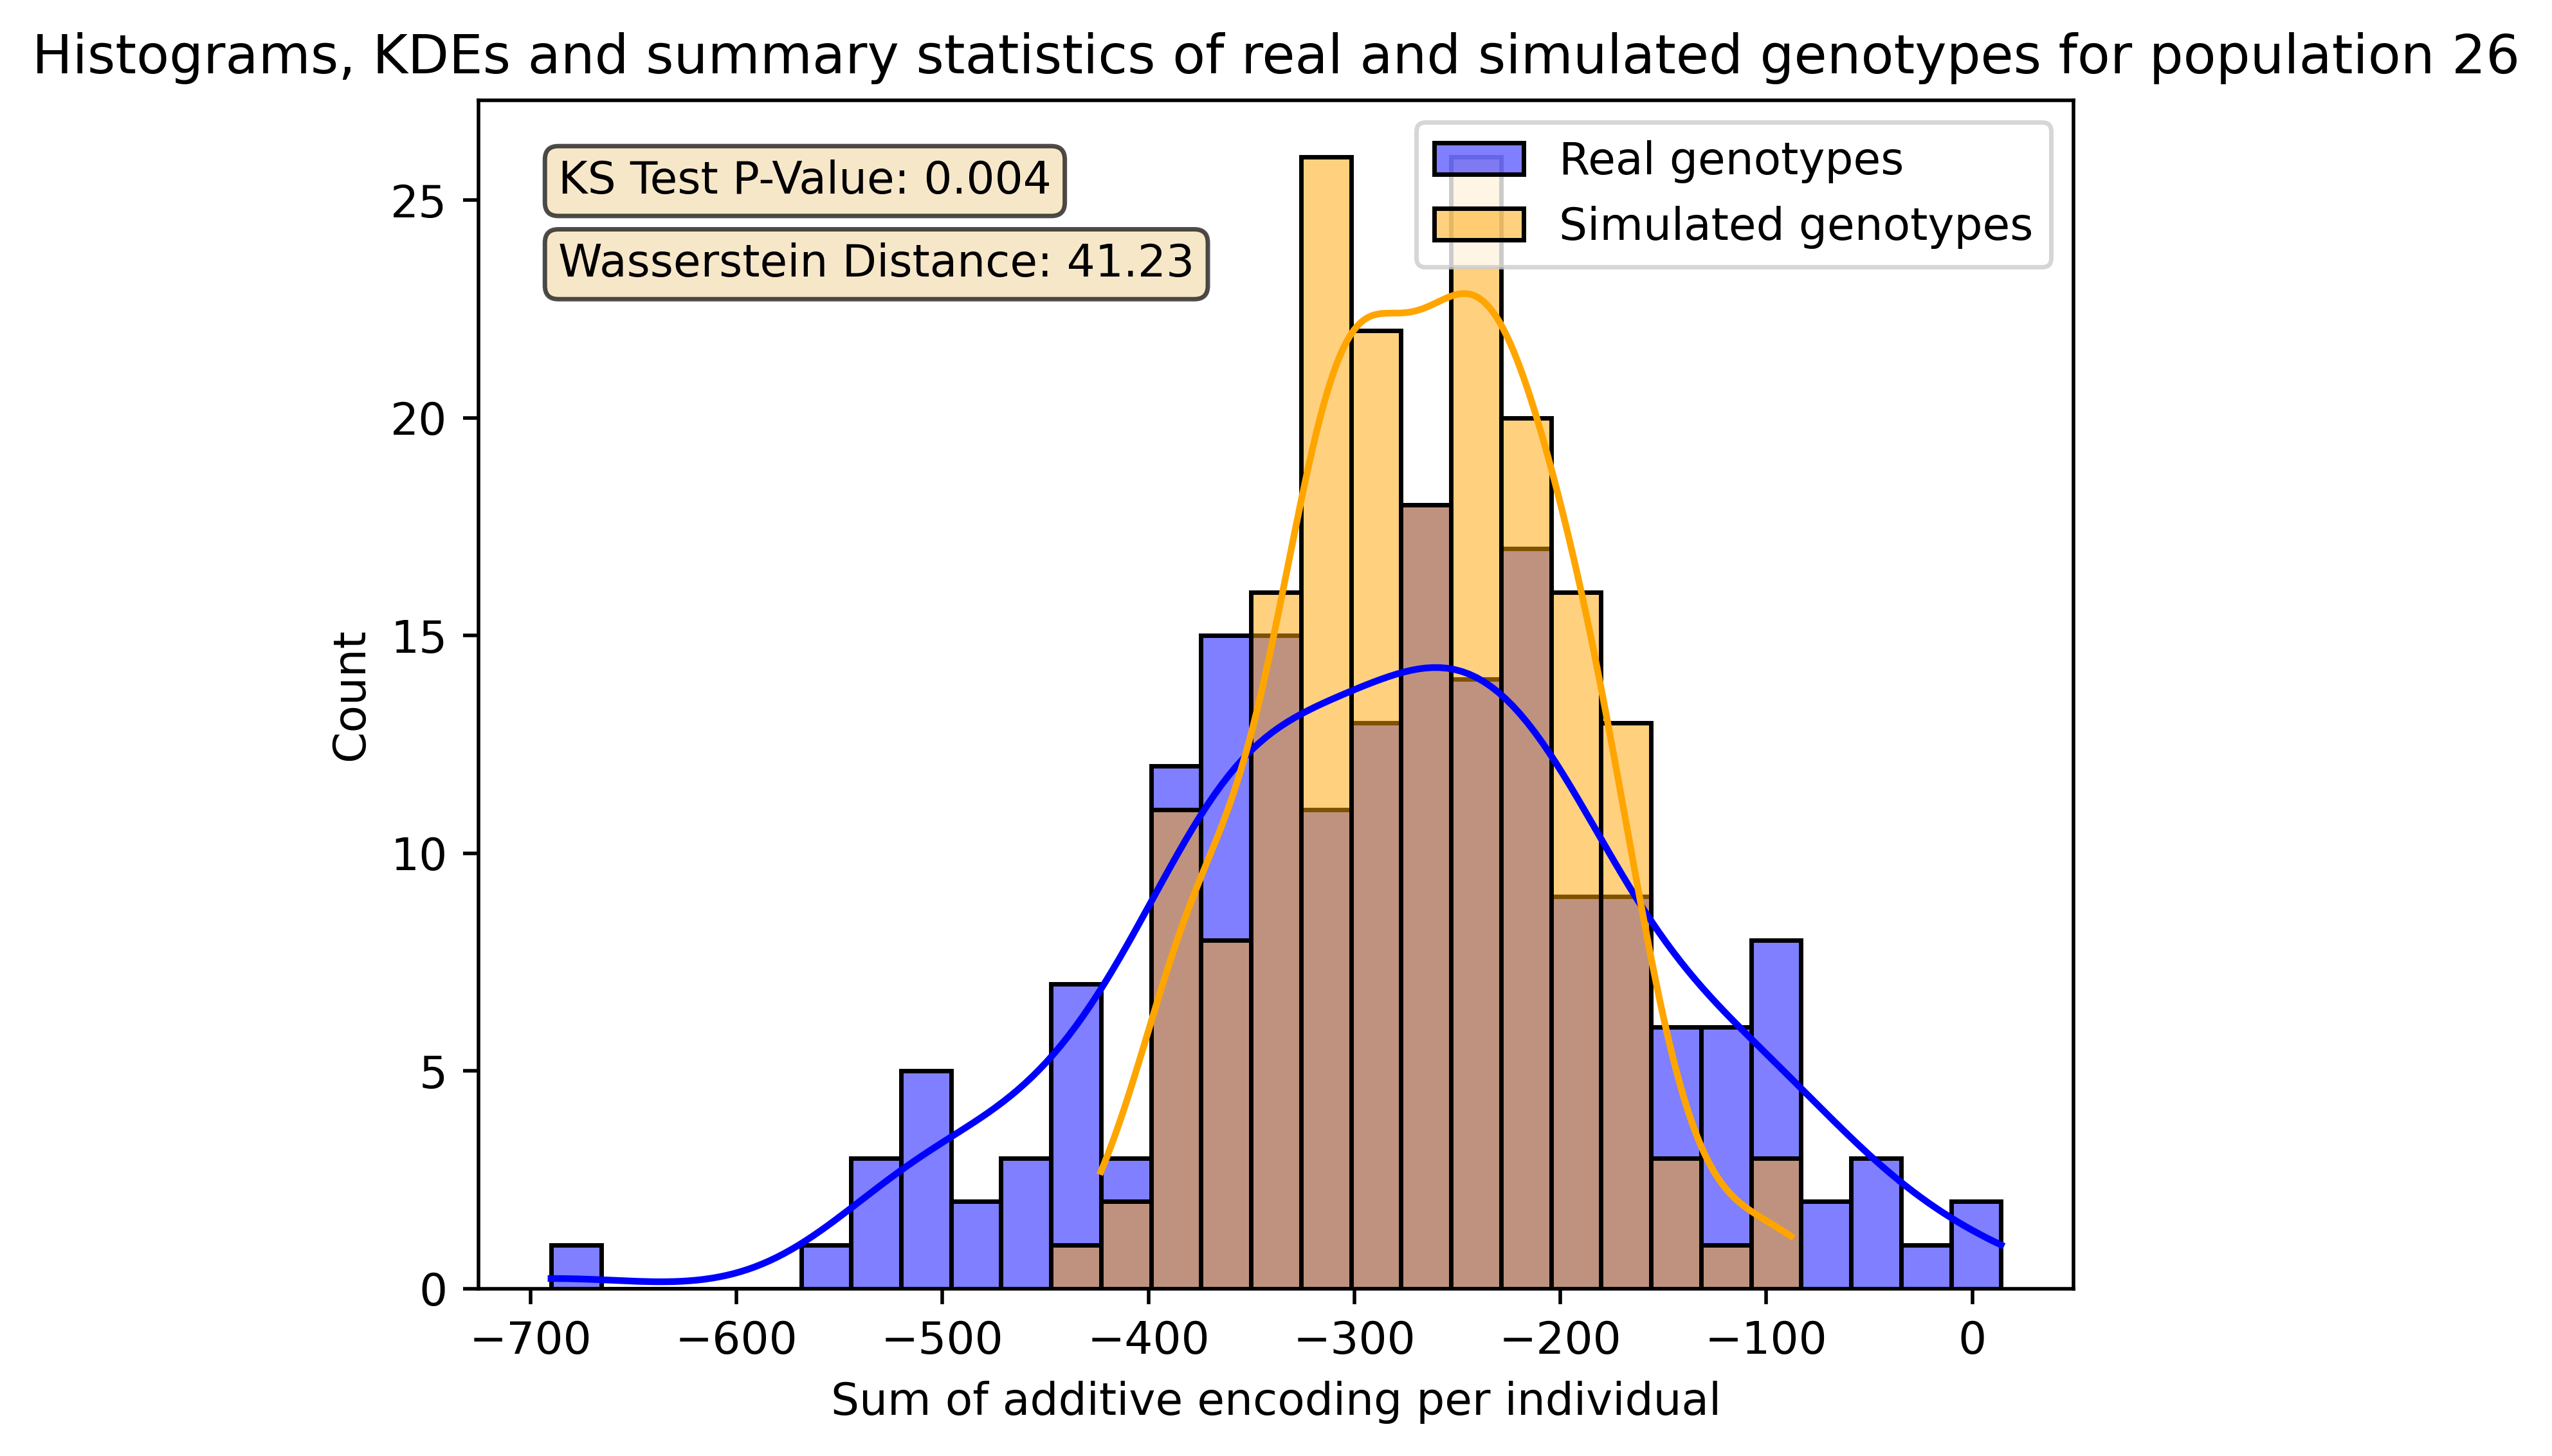 Histograms, KDEs and summary statistics of real and simulated genotypes for population 26
KS Test P-Value: 0.004
Wasserstein Distance: 41.23
Real genotypes
Simulated genotypes
25
20
15
10
5
0
Count
−700 −600 −500 −400 −300 −200 −100 0
Sum of additive encoding per individual